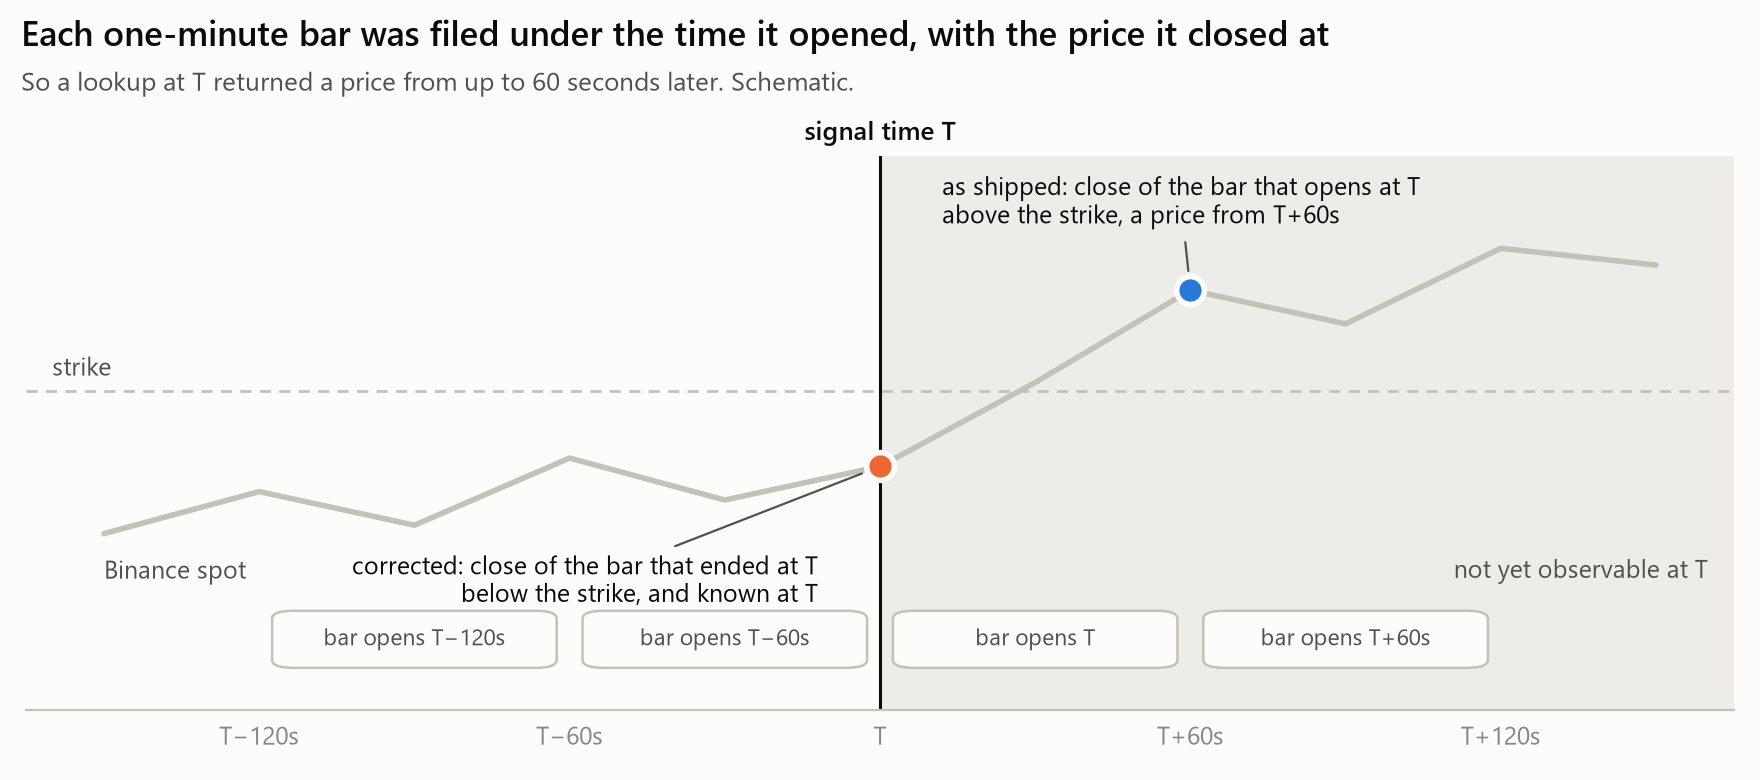 Each one-minute bar was filed under the time it opened, with the price it closed at
So a lookup at T returned a price from up to 60 seconds later. Schematic.
signal time T
as shipped: close of the bar that opens at T
above the strike, a price from T+60s
strike
Binance spot
corrected: close of the bar that ended at T
below the strike, and known at T
not yet observable at T
bar opens T−120s
bar opens T−60s
bar opens T
bar opens T+60s
T−120s
T−60s
T
T+60s
T+120s